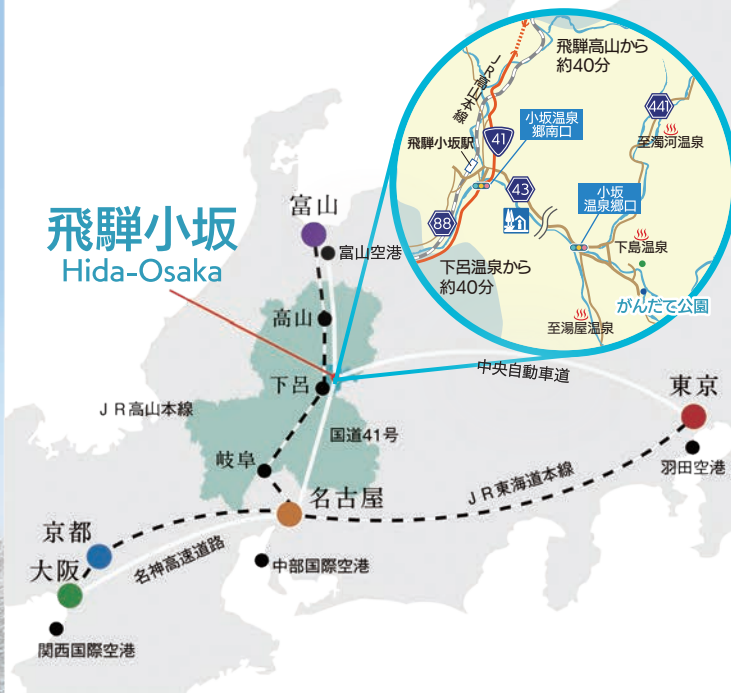 飛騨高山から
約40分
JR高山本線
441
小坂温泉
郷南口
至濁河温泉
飛騨小坂駅
41
43
小坂
温泉郷口
88
下島温泉
下呂温泉から
約40分
がんだて公園
至湯屋温泉
飛騨小坂
Hida-Osaka
富山
富山空港
高山
下呂
中央自動車道
東京
JR高山本線
国道41号
羽田空港
岐阜
JR東海道本線
名古屋
京都
名神高速道路
中部国際空港
大阪
関西国際空港